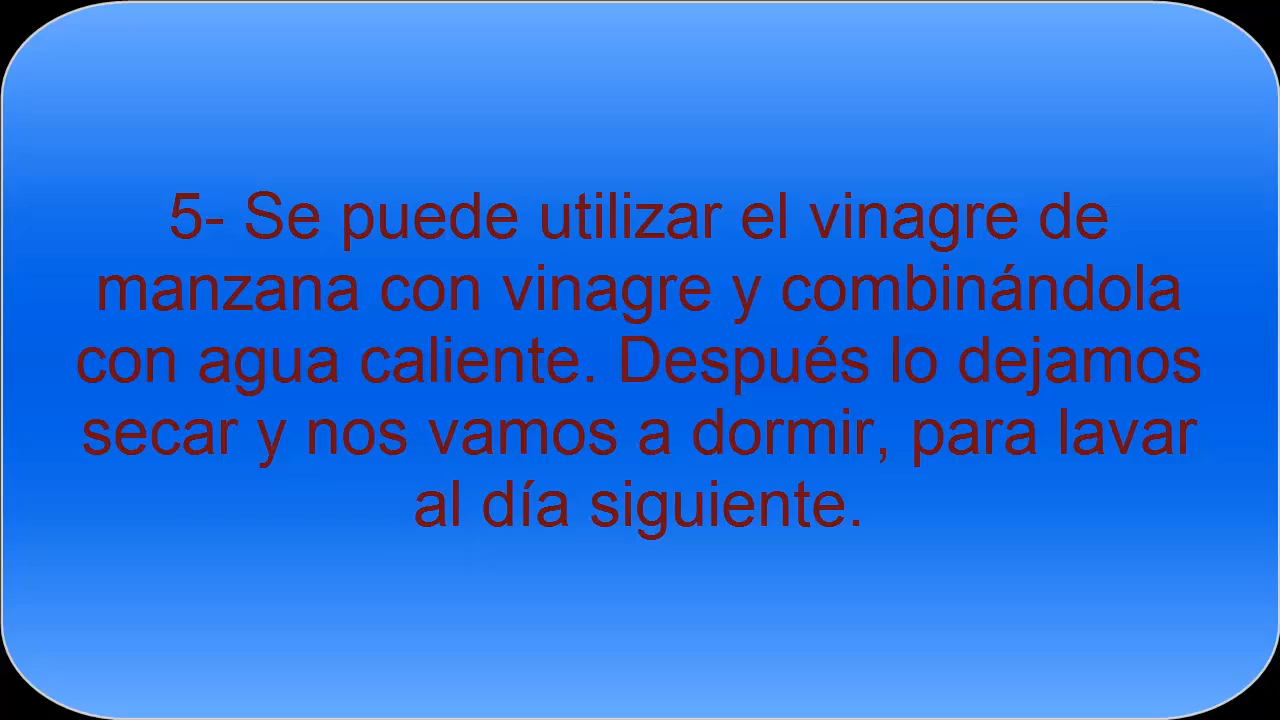 5- Se puede utilizar el vinagre de
manzana con vinagre y combinándola
con agua caliente. Después lo dejamos
secar y nos vamos a dormir, para lavar
al día siguiente.